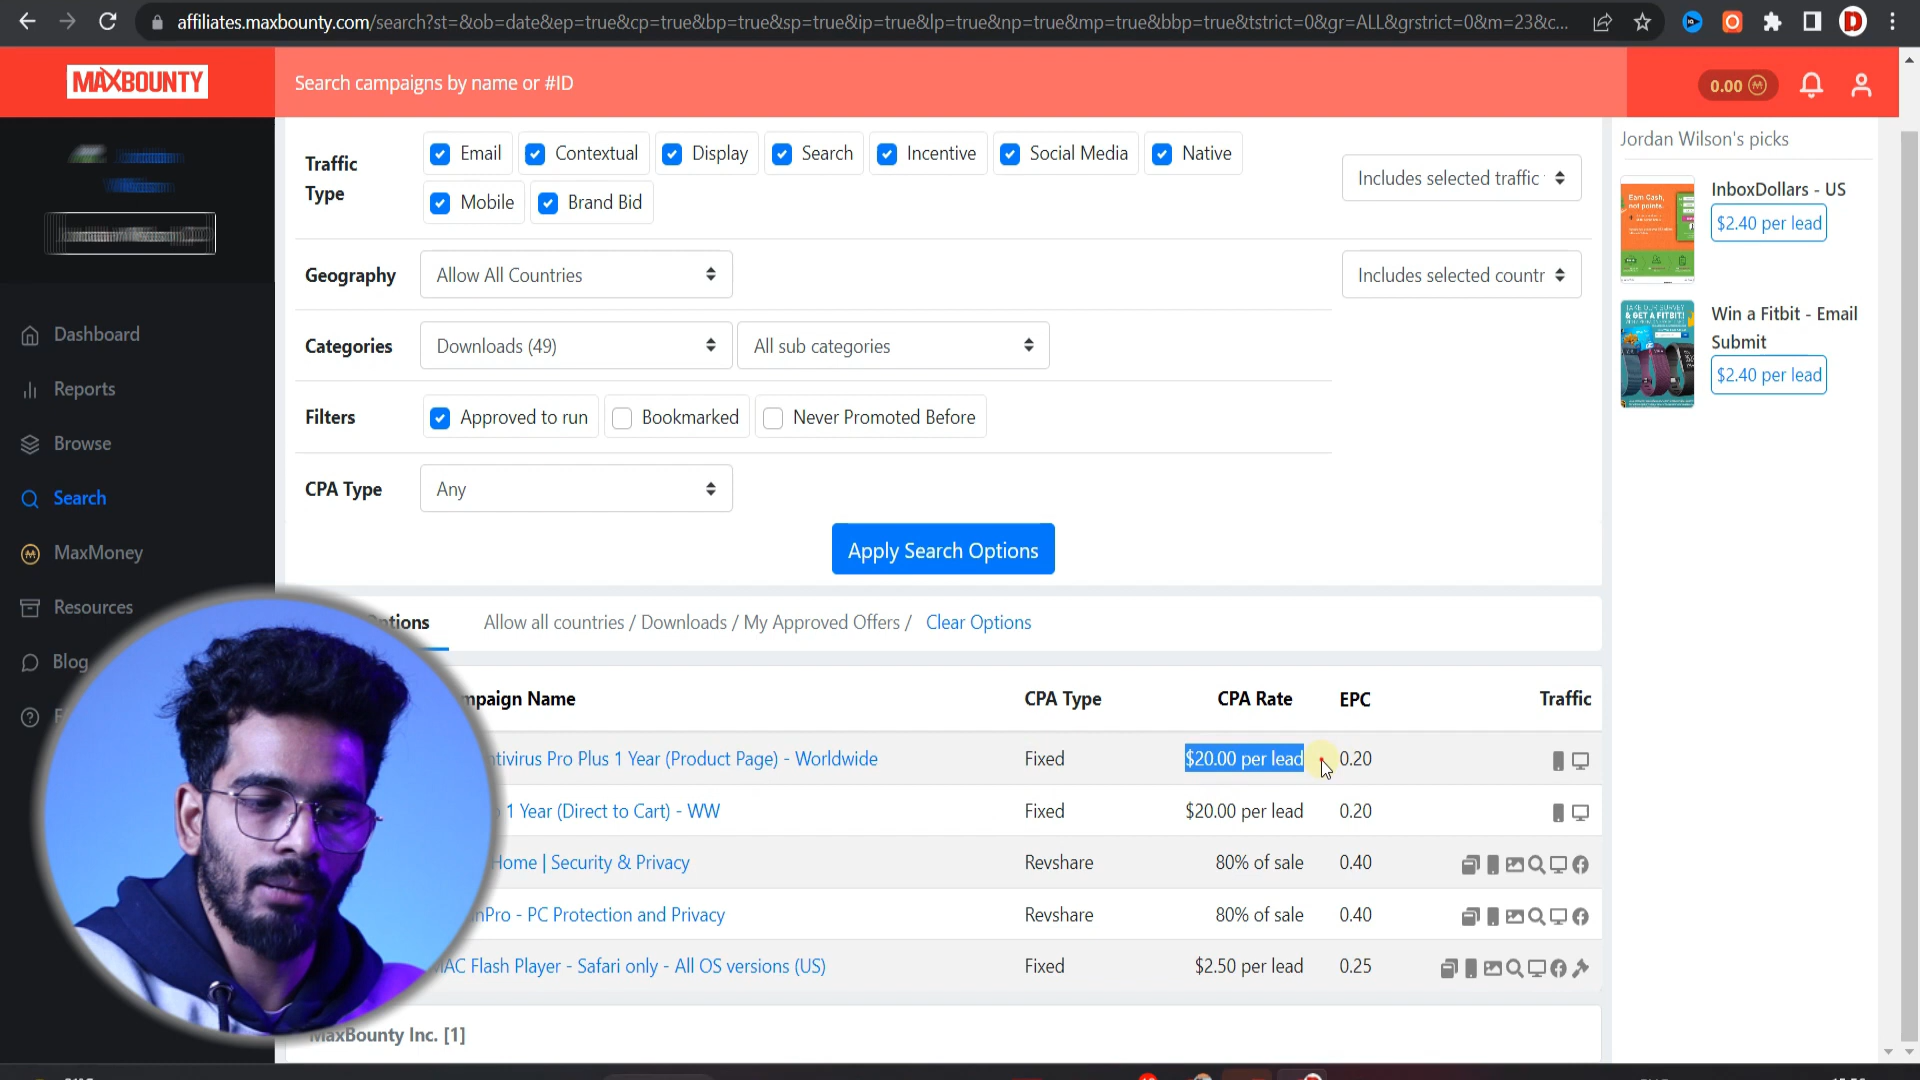 affiliates.maxbounty.com/search?st=&ob=date&ep=true&cp=true&bp=true&sp=true&ip=true&lp=true&np=true&mp=true&bbp=true&tstrict=0&gr=ALL&grstrict=0&m=23&c...
MAXBOUNTY
Search campaigns by name or #ID
0.00
Traffic Type
Email
Contextual
Display
Search
Incentive
Social Media
Native
Mobile
Brand Bid
Includes selected traffic
Geography
Allow All Countries
Includes selected countr
Categories
Downloads (49)
All sub categories
Filters
Approved to run
Bookmarked
Never Promoted Before
CPA Type
Any
Apply Search Options
Dashboard
Reports
Browse
Search
MaxMoney
Resources
Blog
ptions
Allow all countries / Downloads / My Approved Offers / Clear Options
mpaign Name CPA Type CPA Rate EPC Traffic
ntivirus Pro Plus 1 Year (Product Page) - Worldwide Fixed $20.00 per lead 0.20
1 Year (Direct to Cart) - WW Fixed $20.00 per lead 0.20
Home | Security & Privacy Revshare 80% of sale 0.40
nPro - PC Protection and Privacy Revshare 80% of sale 0.40
MAC Flash Player - Safari only - All OS versions (US) Fixed $2.50 per lead 0.25
MaxBounty Inc. [1]
Jordan Wilson's picks
InboxDollars - US
$2.40 per lead
Win a Fitbit - Email
Submit
$2.40 per lead